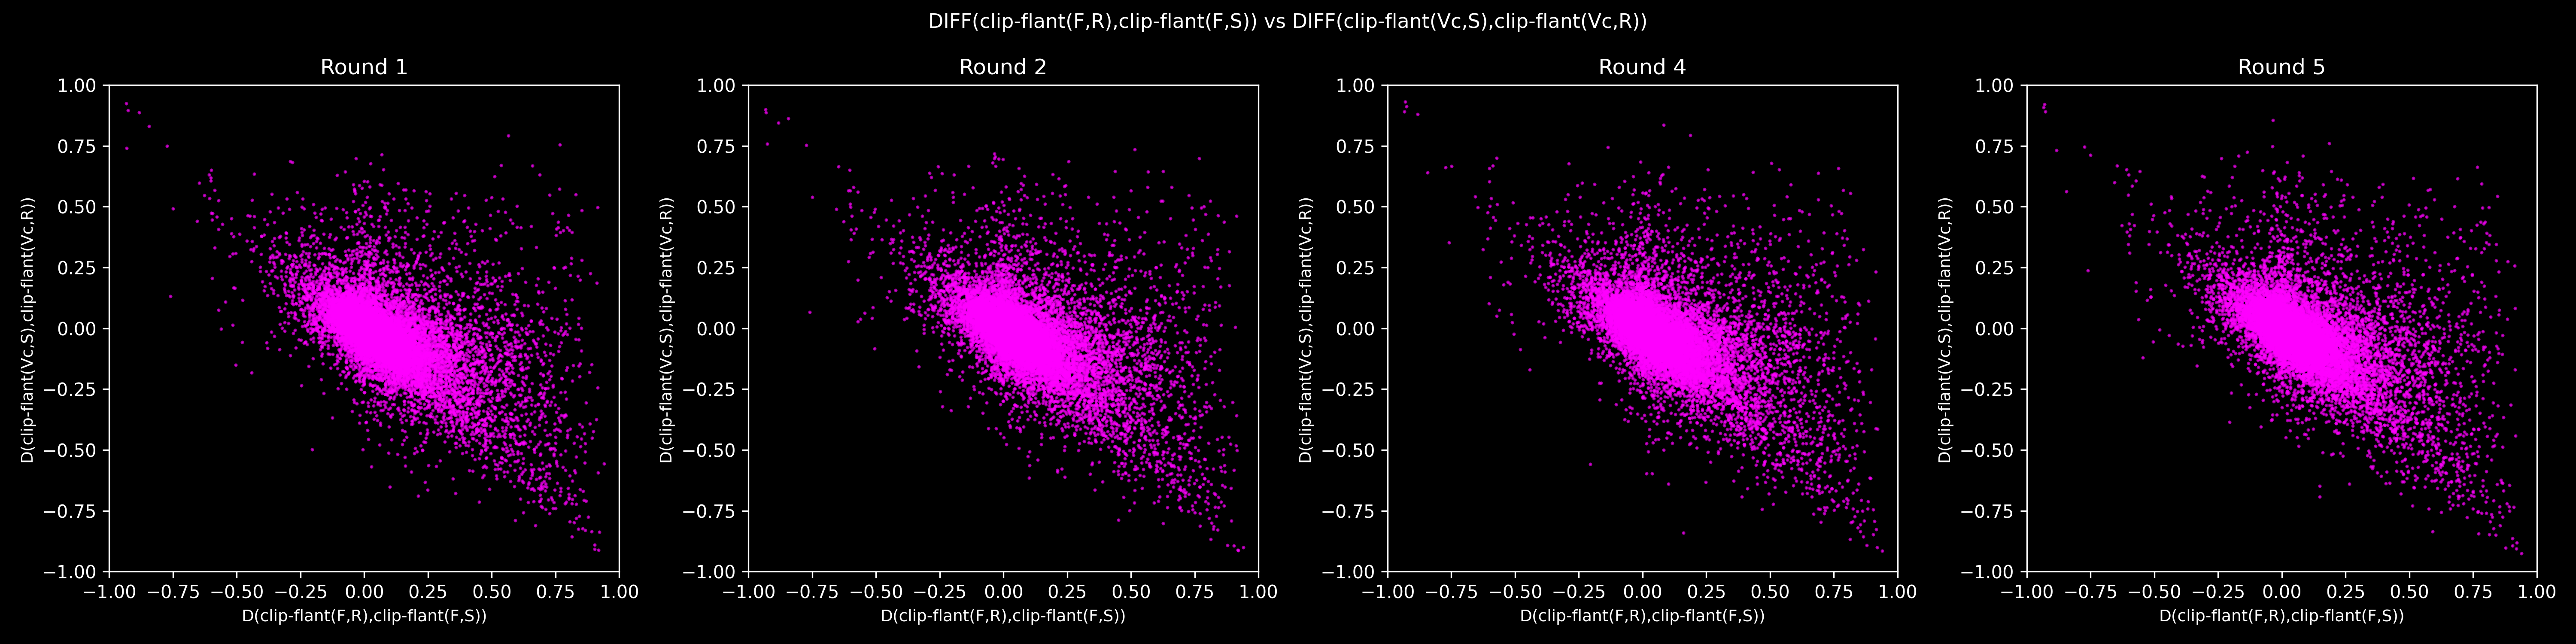 DIFF(clip-flant(F,R),clip-flant(F,S)) vs DIFF(clip-flant(Vc,S),clip-flant(Vc,R))
Round 1
D(clip-flant(Vc,S),clip-flant(Vc,R))
1.00
0.75
0.50
0.25
0.00
−0.25
−0.50
−0.75
−1.00
−1.00 −0.75 −0.50 −0.25 0.00 0.25 0.50 0.75 1.00
D(clip-flant(F,R),clip-flant(F,S))
Round 2
D(clip-flant(Vc,S),clip-flant(Vc,R))
1.00
0.75
0.50
0.25
0.00
−0.25
−0.50
−0.75
−1.00
−1.00 −0.75 −0.50 −0.25 0.00 0.25 0.50 0.75 1.00
D(clip-flant(F,R),clip-flant(F,S))
Round 4
D(clip-flant(Vc,S),clip-flant(Vc,R))
1.00
0.75
0.50
0.25
0.00
−0.25
−0.50
−0.75
−1.00
−1.00 −0.75 −0.50 −0.25 0.00 0.25 0.50 0.75 1.00
D(clip-flant(F,R),clip-flant(F,S))
Round 5
D(clip-flant(Vc,S),clip-flant(Vc,R))
1.00
0.75
0.50
0.25
0.00
−0.25
−0.50
−0.75
−1.00
−1.00 −0.75 −0.50 −0.25 0.00 0.25 0.50 0.75 1.00
D(clip-flant(F,R),clip-flant(F,S))